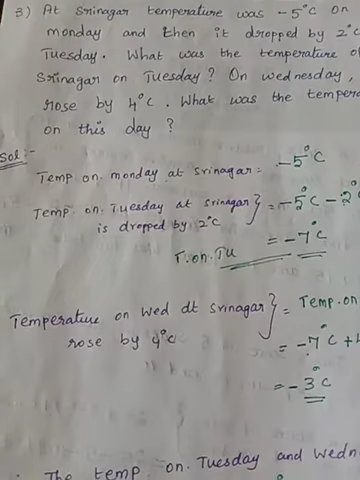 3) At Srinagar temperature was -5°C on
monday and then it dropped by 2°C
Tuesday. What was the temperature o
Srinagar on Tuesday? On wednesday,
rose by 4°C. What was the tempera
on this day?
Sol:-
Temp on monday at Srinagar = -5°C
Temp on Tuesday at Srinagar } = -5°C - 2°
is dropped by 2°C
= -7°C
T.on.Tu
Temperature on Wed at Srinagar } = Temp.on
rose by 4°C = -7°C +4
= -3°C
The temp on Tuesday and Wedn